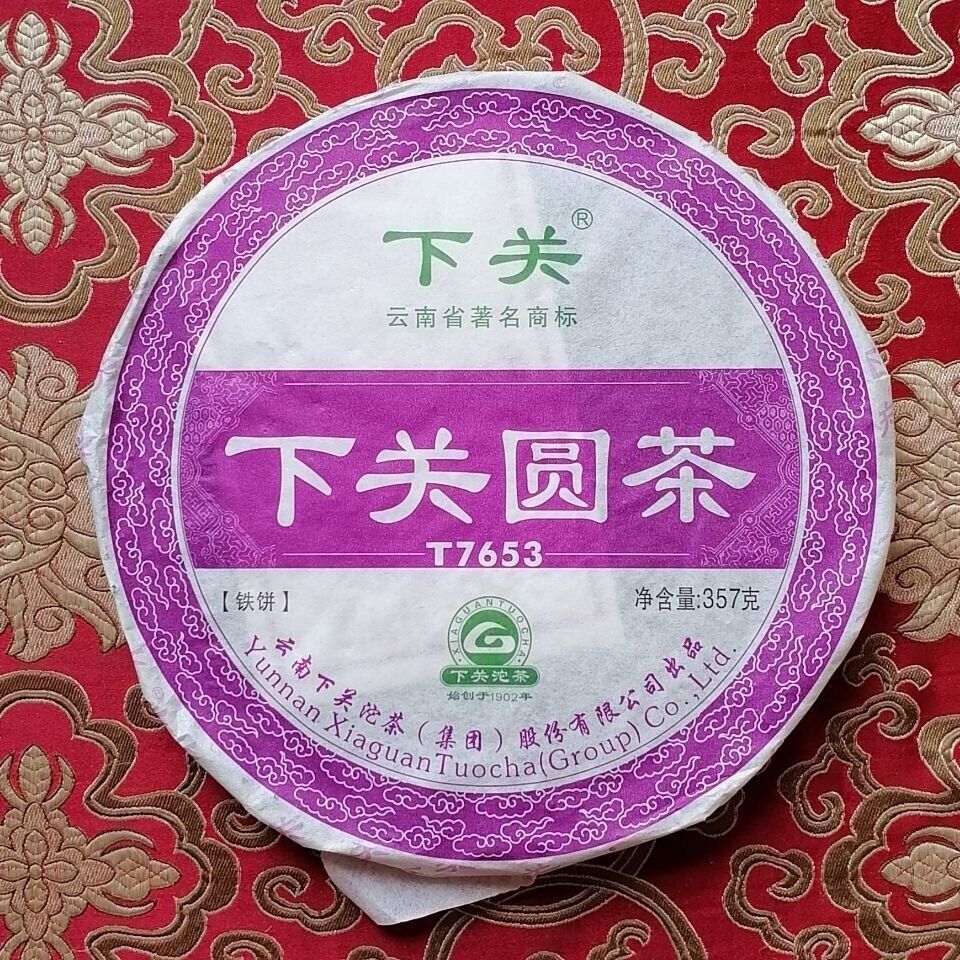 下关®
云南省著名商标
下关圆茶
T7653
【铁饼】
净含量:357克
·XIAGUANTUOCHA·
下关沱茶
始创于1902年
云南下关沱茶（集团）股份有限公司出品
Yunnan Xiaguan Tuocha(Group) Co.,Ltd.